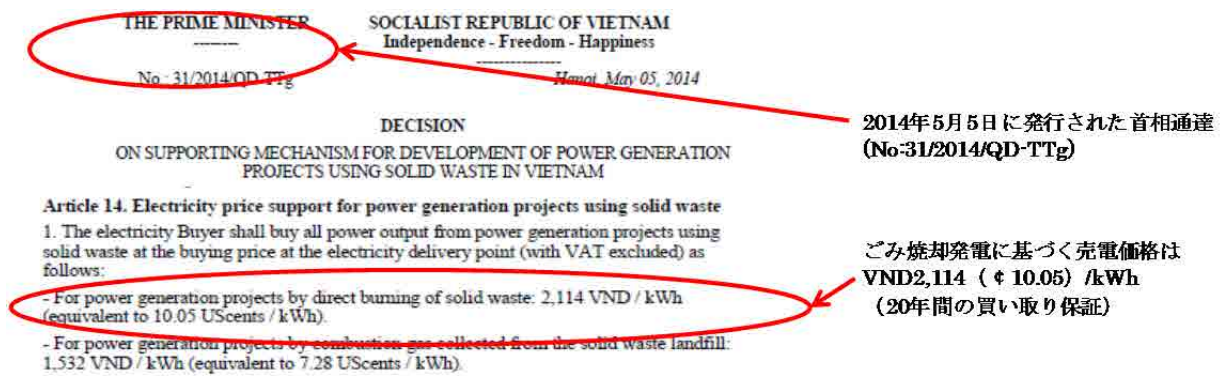 THE PRIME MINISTER
--------
No.: 31/2014/QD-TTg
SOCIALIST REPUBLIC OF VIETNAM
Independence - Freedom - Happiness
----------------
Hanoi, May 05, 2014
DECISION
ON SUPPORTING MECHANISM FOR DEVELOPMENT OF POWER GENERATION
PROJECTS USING SOLID WASTE IN VIETNAM
Article 14. Electricity price support for power generation projects using solid waste
1. The electricity Buyer shall buy all power output from power generation projects using
solid waste at the buying price at the electricity delivery point (with VAT excluded) as
follows:
- For power generation projects by direct burning of solid waste: 2,114 VND / kWh
(equivalent to 10.05 UScents / kWh).
- For power generation projects by combustion gas collected from the solid waste landfill:
1,532 VND / kWh (equivalent to 7.28 UScents / kWh).
2014年5月5日に発行された首相通達
(No:31/2014/QD-TTg)
ごみ焼却発電に基づく売電価格は
VND2,114（￠10.05）/kWh
（20年間の買い取り保証）